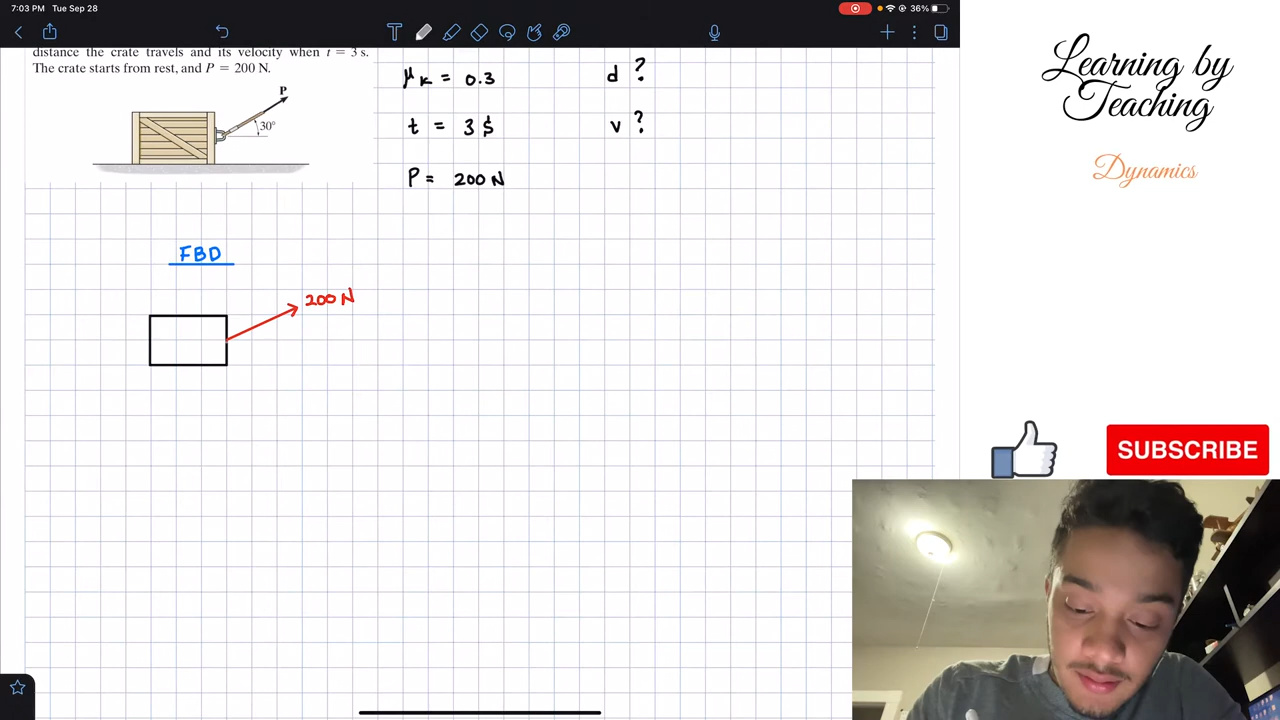 7:03 PM Tue Sep 28
36%
distance the crate travels and its velocity when t = 3 s.
The crate starts from rest, and P = 200 N.
P
30°
μk = 0.3
t = 3 s
P = 200 N
d ?
v ?
FBD
200 N
Learning by
Teaching
Dynamics
SUBSCRIBE